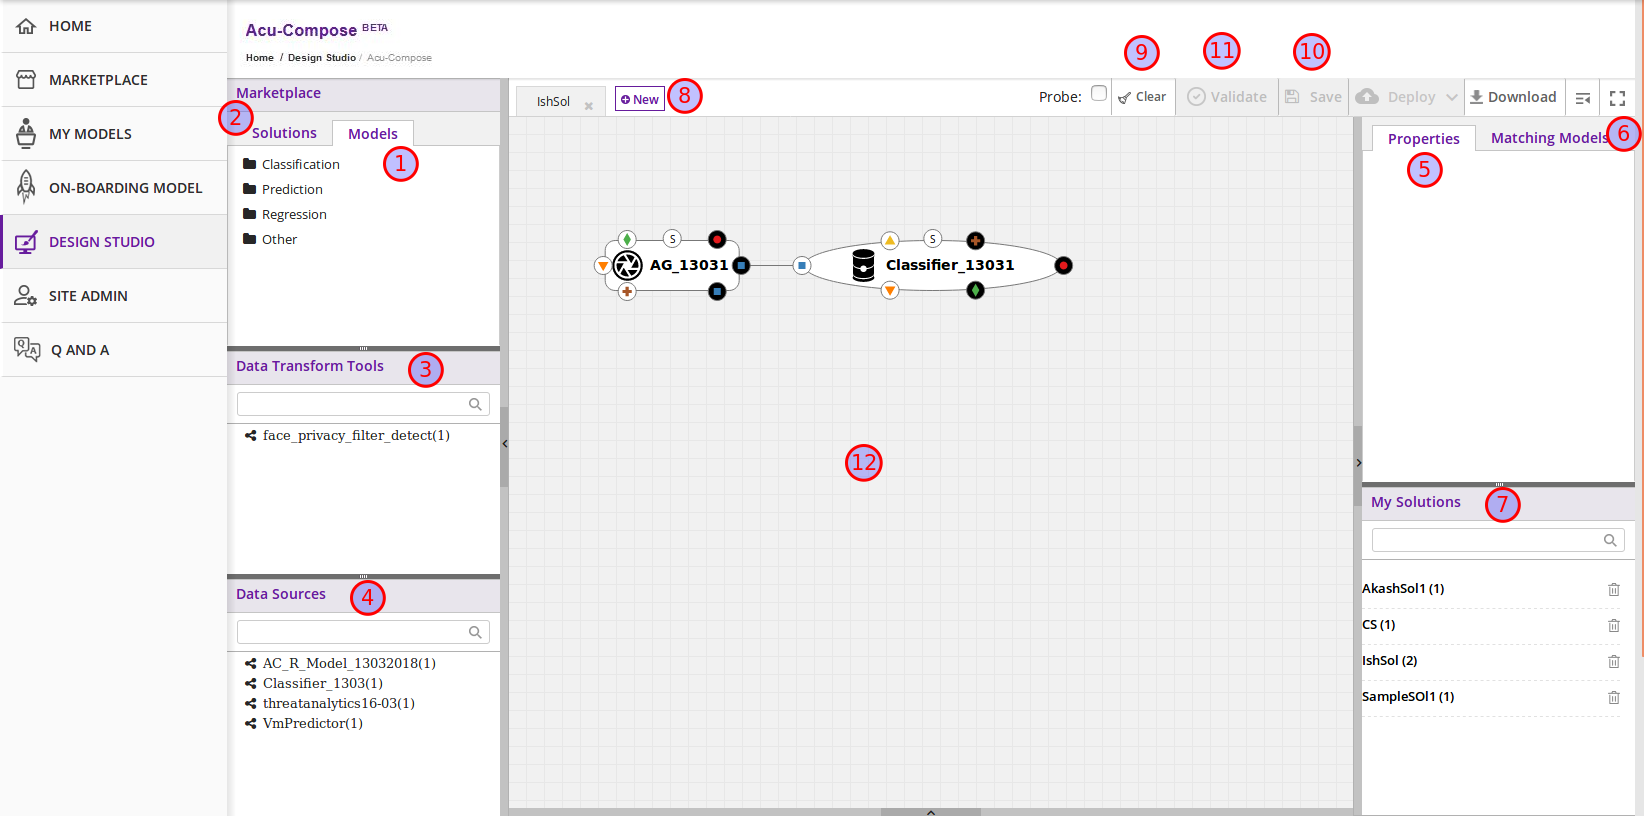 HOME
MARKETPLACE
MY MODELS
ON-BOARDING MODEL
DESIGN STUDIO
SITE ADMIN
Q AND A
Acu-Compose BETA
Home / Design Studio / Acu-Compose
Marketplace
2
Solutions Models
1
Classification
Prediction
Regression
Other
Data Transform Tools 3
face_privacy_filter_detect(1)
Data Sources 4
AC_R_Model_13032018(1)
Classifier_1303(1)
threatanalytics16-03(1)
VmPredictor(1)
9 11 10
IshSol New 8 Probe: Clear Validate Save Deploy Download
S S
AG_13031 Classifier_13031
12
Properties Matching Models 6
5
My Solutions 7
AkashSol1 (1)
CS (1)
IshSol (2)
SampleSOl1 (1)